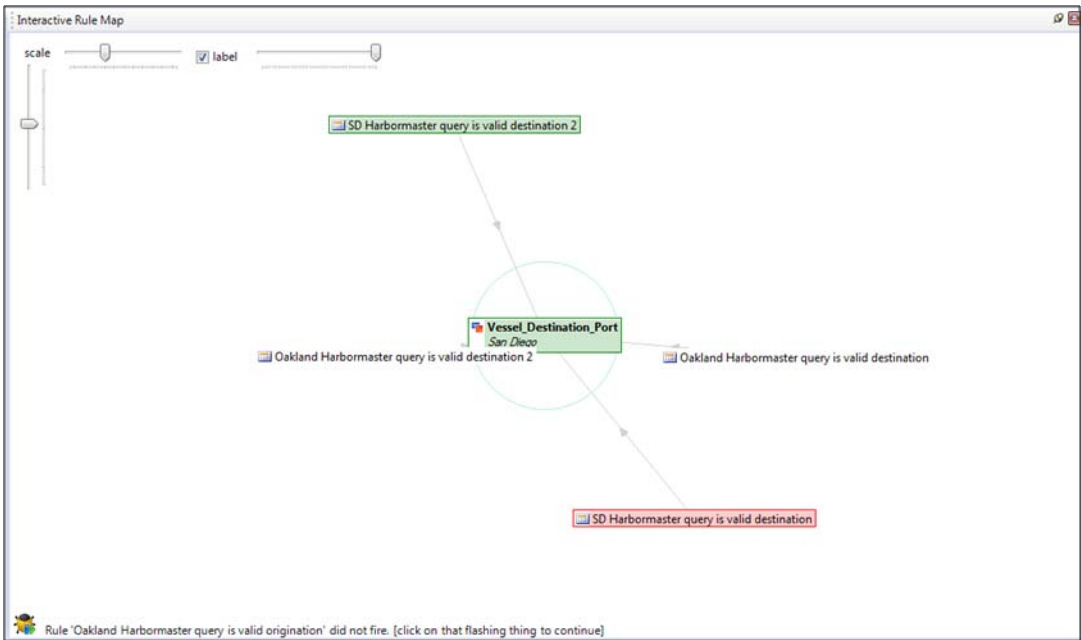 Interactive Rule Map
scale
label
SD Harbormaster query is valid destination 2
Vessel_Destination_Port
San Diego
Oakland Harbormaster query is valid destination 2
Oakland Harbormaster query is valid destination
SD Harbormaster query is valid destination
Rule 'Oakland Harbormaster query is valid origination' did not fire. [click on that flashing thing to continue]